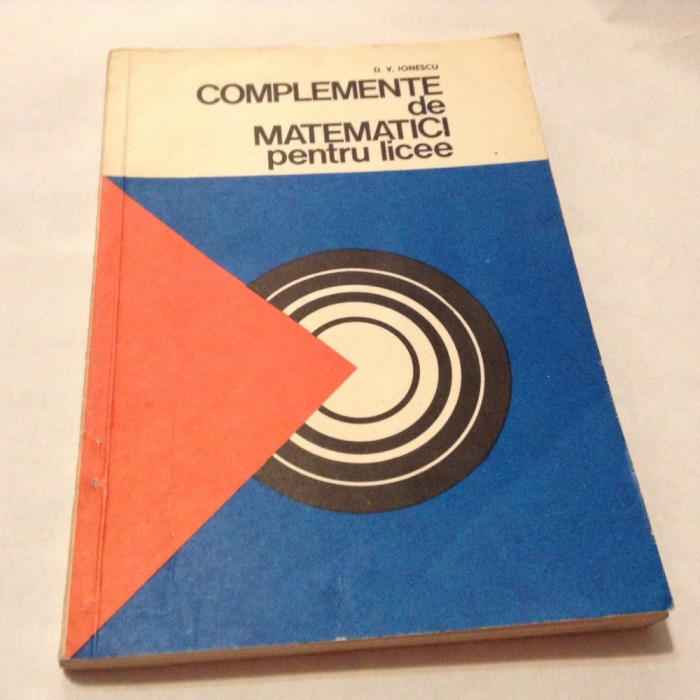 D. V. IONESCU
COMPLEMENTE
de
MATEMATICI
pentru licee